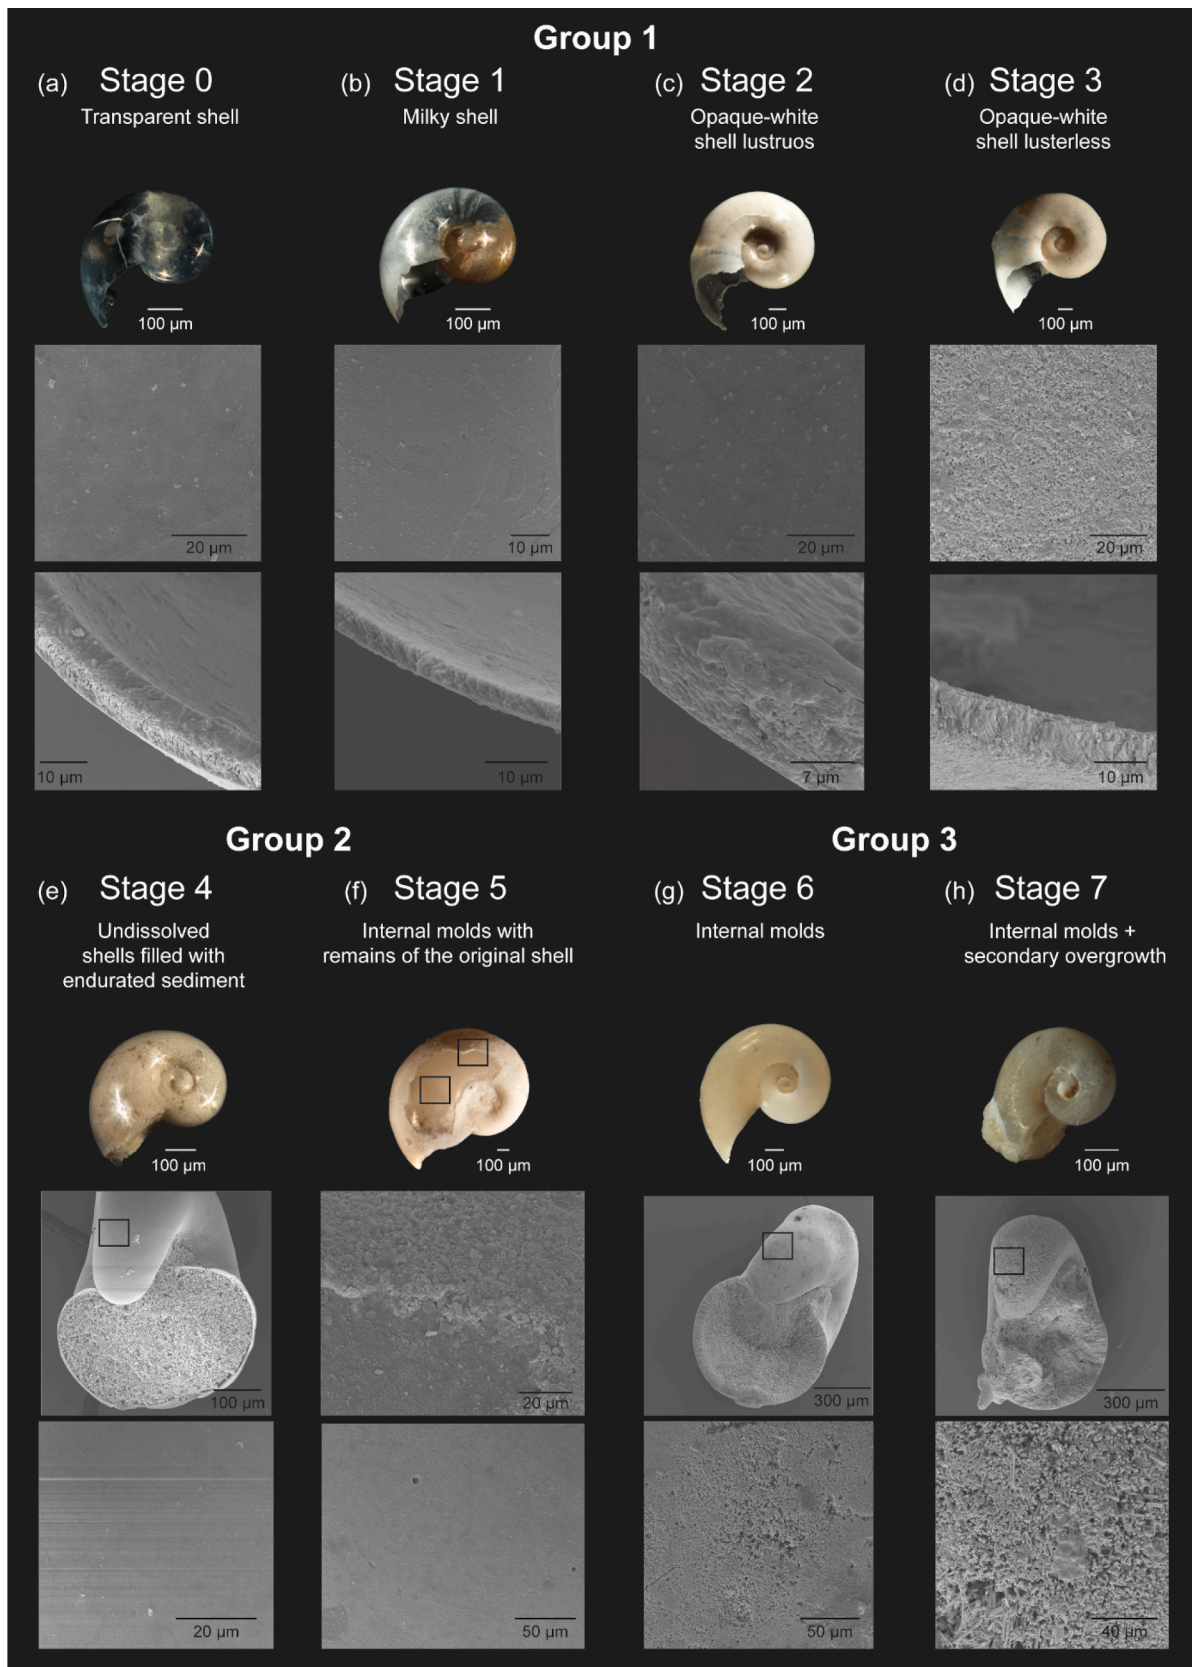 Group 1
(a) Stage 0
Transparent shell
(b) Stage 1
Milky shell
(c) Stage 2
Opaque-white
shell lustruos
(d) Stage 3
Opaque-white
shell lusterless
100 µm
100 µm
100 µm
100 µm
20 µm
10 µm
20 µm
20 µm
10 µm
10 µm
7 µm
10 µm
Group 2
Group 3
(e) Stage 4
Undissolved
shells filled with
endurated sediment
(f) Stage 5
Internal molds with
remains of the original shell
(g) Stage 6
Internal molds
(h) Stage 7
Internal molds +
secondary overgrowth
100 µm
100 µm
100 µm
100 µm
100 µm
20 µm
300 µm
300 µm
20 µm
50 µm
50 µm
40 µm